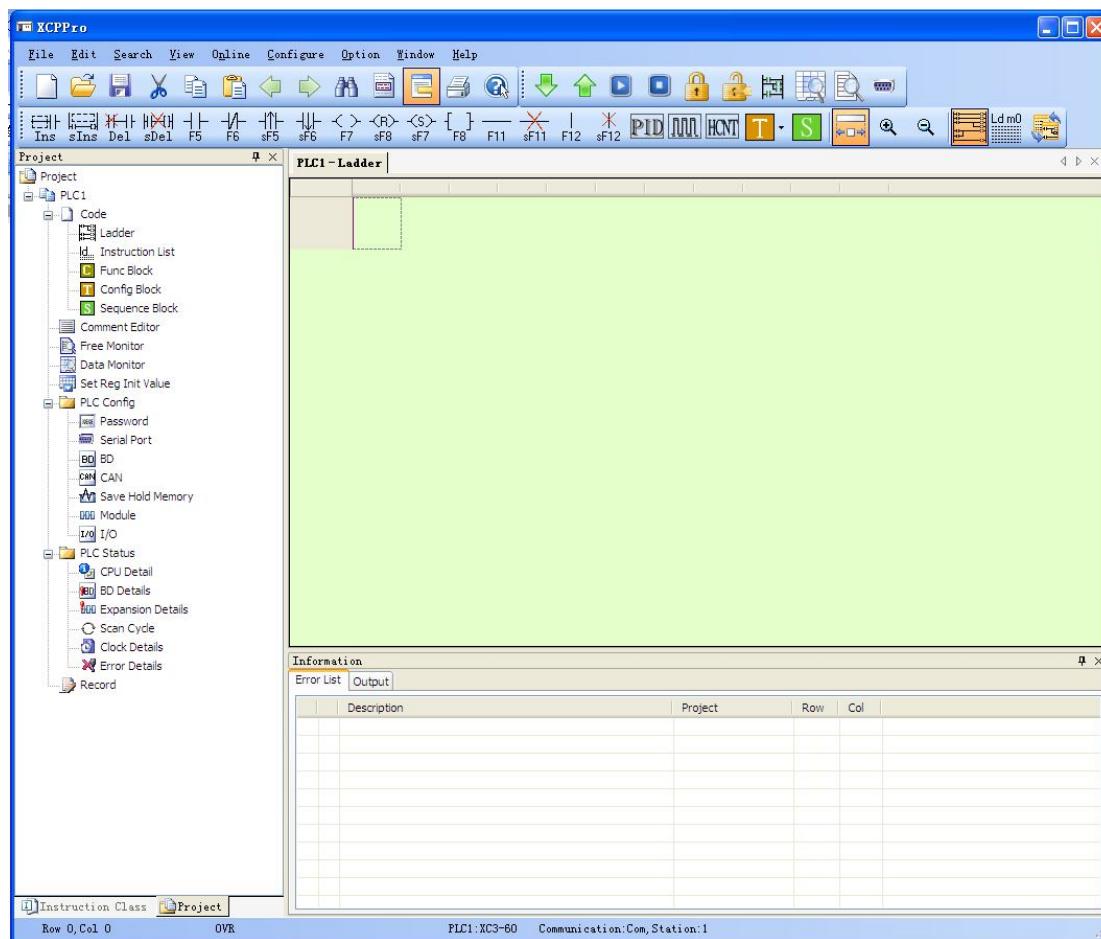 XCPPro
File Edit Search View Online Configure Option Window Help
Ins sIns Del sDel F5 F6 sF5 sF6 F7 sF8 sF7 F8 F11 sF11 F12 sF12 PID HCNT T S Ld m0
Project
PLC1-Ladder
Project
PLC1
Code
Ladder
Instruction List
C Func Block
T Config Block
S Sequence Block
Comment Editor
Free Monitor
Data Monitor
Set Reg Init Value
PLC Config
Password
Serial Port
BD BD
CAN CAN
Save Hold Memory
Module
I/O I/O
PLC Status
CPU Detail
BD BD Details
Expansion Details
Scan Cycle
Clock Details
Error Details
Record
Information
Error List Output
Description Project Row Col
Instruction Class Project
Row 0,Col 0 OVR PLC1:XC3-60 Communication:Com,Station:1